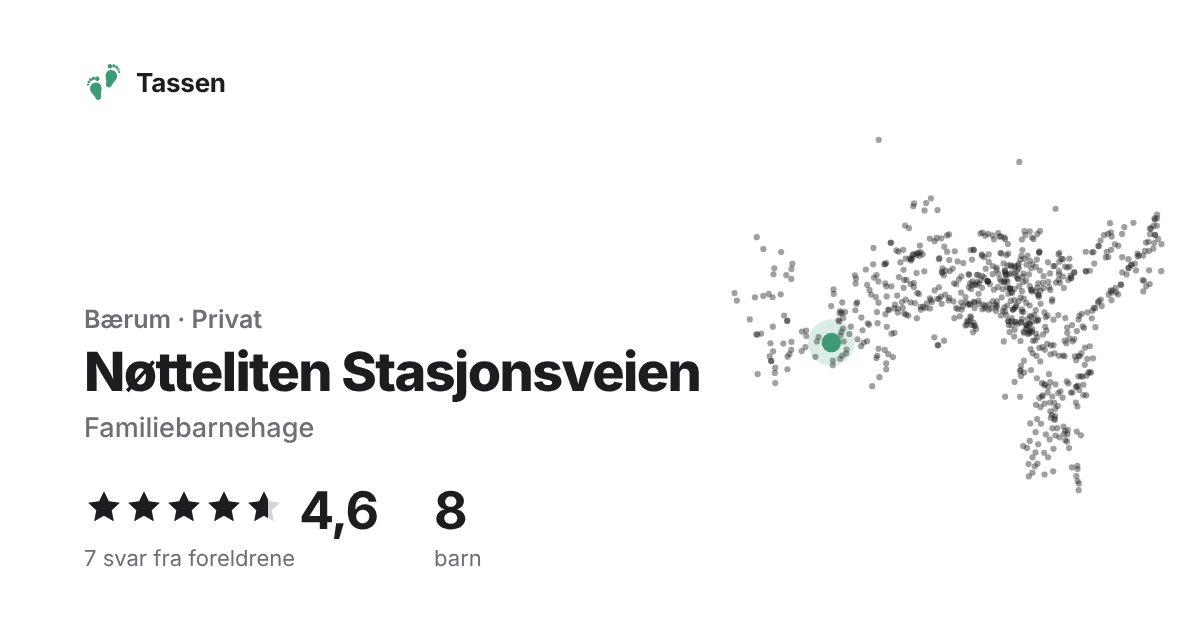 Tassen
Bærum · Privat
Nøtteliten Stasjonsveien
Familiebarnehage
4,6
7 svar fra foreldrene
8
barn